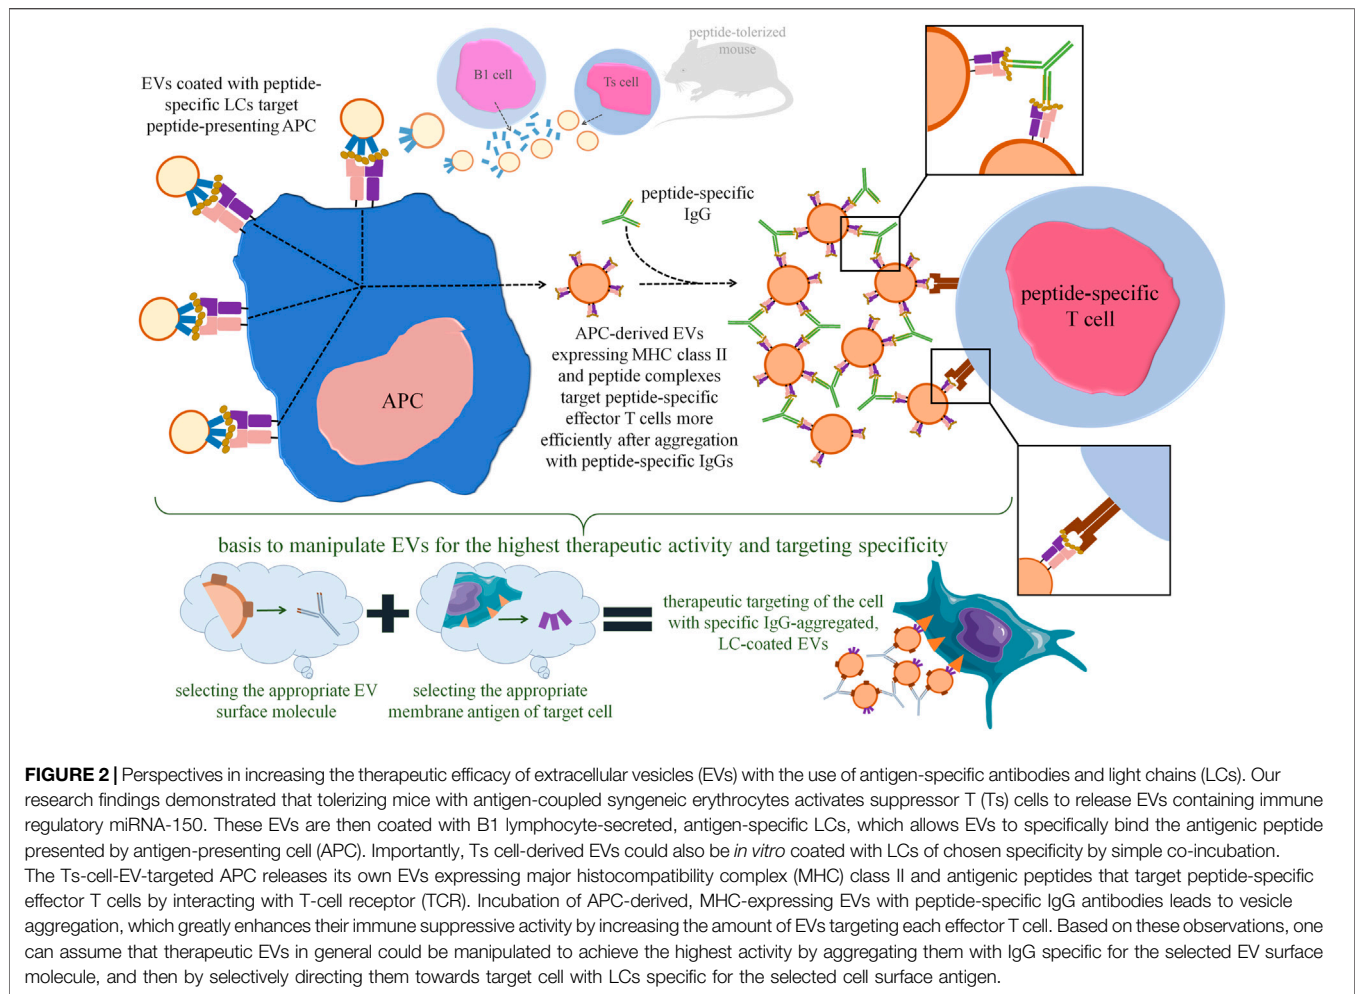 peptide-tolerized
mouse
B1 cell
Ts cell
EVs coated with peptide-
specific LCs target
peptide-presenting APC
peptide-specific
IgG
peptide-specific
T cell
APC
APC-derived EVs
expressing MHC class II
and peptide complexes
target peptide-specific
effector T cells more
efficiently after aggregation
with peptide-specific IgGs
basis to manipulate EVs for the highest therapeutic activity and targeting specificity
therapeutic targeting of the cell
with specific IgG-aggregated,
LC-coated EVs
selecting the appropriate EV
surface molecule
selecting the appropriate
membrane antigen of target cell
FIGURE 2 | Perspectives in increasing the therapeutic efficacy of extracellular vesicles (EVs) with the use of antigen-specific antibodies and light chains (LCs). Our
research findings demonstrated that tolerizing mice with antigen-coupled syngeneic erythrocytes activates suppressor T (Ts) cells to release EVs containing immune
regulatory miRNA-150. These EVs are then coated with B1 lymphocyte-secreted, antigen-specific LCs, which allows EVs to specifically bind the antigenic peptide
presented by antigen-presenting cell (APC). Importantly, Ts cell-derived EVs could also be in vitro coated with LCs of chosen specificity by simple co-incubation.
The Ts-cell-EV-targeted APC releases its own EVs expressing major histocompatibility complex (MHC) class II and antigenic peptides that target peptide-specific
effector T cells by interacting with T-cell receptor (TCR). Incubation of APC-derived, MHC-expressing EVs with peptide-specific IgG antibodies leads to vesicle
aggregation, which greatly enhances their immune suppressive activity by increasing the amount of EVs targeting each effector T cell. Based on these observations, one
can assume that therapeutic EVs in general could be manipulated to achieve the highest activity by aggregating them with IgG specific for the selected EV surface
molecule, and then by selectively directing them towards target cell with LCs specific for the selected cell surface antigen.